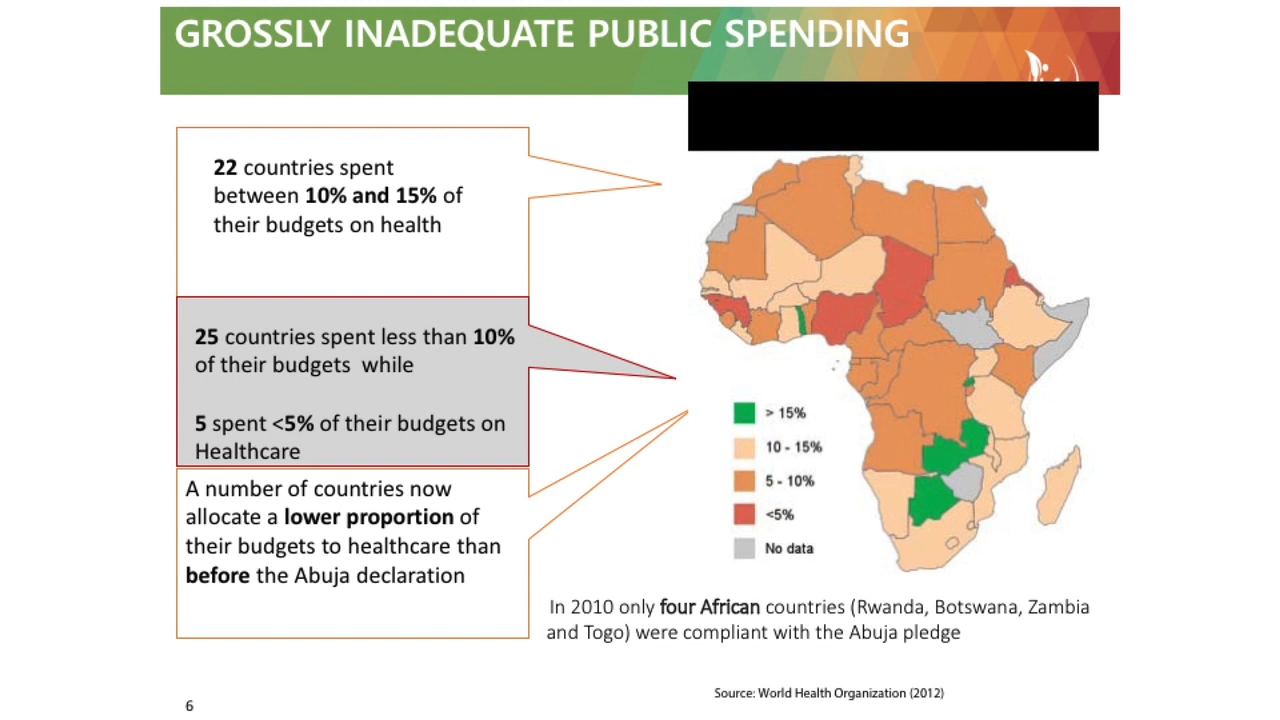 GROSSLY INADEQUATE PUBLIC SPENDING
22 countries spent
between 10% and 15% of
their budgets on health
25 countries spent less than 10%
of their budgets while
5 spent <5% of their budgets on
Healthcare
A number of countries now
allocate a lower proportion of
their budgets to healthcare than
before the Abuja declaration
> 15%
10 - 15%
5 - 10%
<5%
No data
In 2010 only four African countries (Rwanda, Botswana, Zambia
and Togo) were compliant with the Abuja pledge
Source: World Health Organization (2012)
6